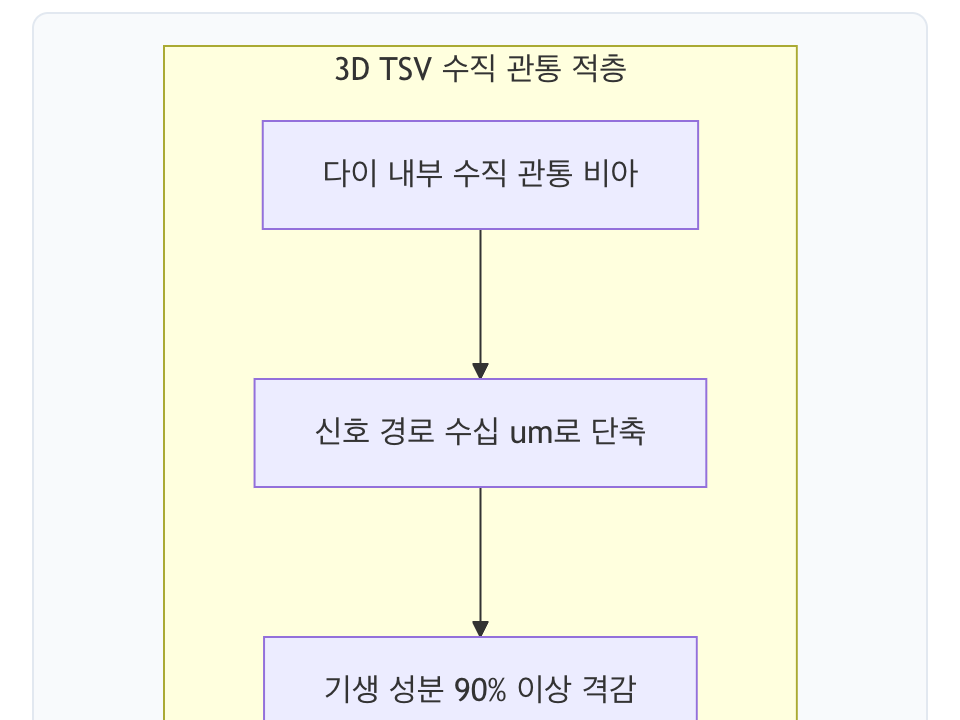 3D TSV 수직 관통 적층
다이 내부 수직 관통 비아
신호 경로 수십 um로 단축
기생 성분 90% 이상 격감